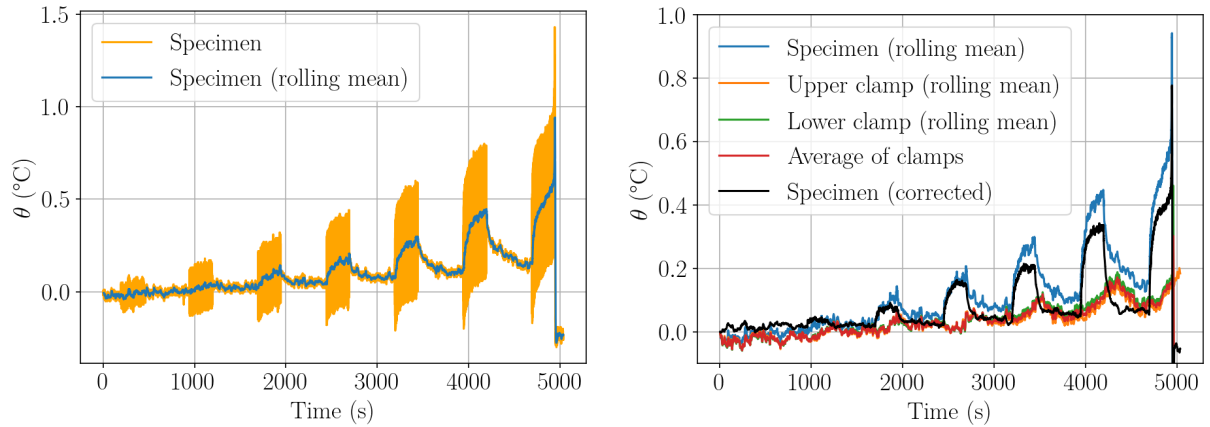 1.5
1.0
0.5
0.0
θ (°C)
Specimen
Specimen (rolling mean)
0 1000 2000 3000 4000 5000
Time (s)
1.0
0.8
0.6
0.4
0.2
0.0
θ (°C)
Specimen (rolling mean)
Upper clamp (rolling mean)
Lower clamp (rolling mean)
Average of clamps
Specimen (corrected)
0 1000 2000 3000 4000 5000
Time (s)